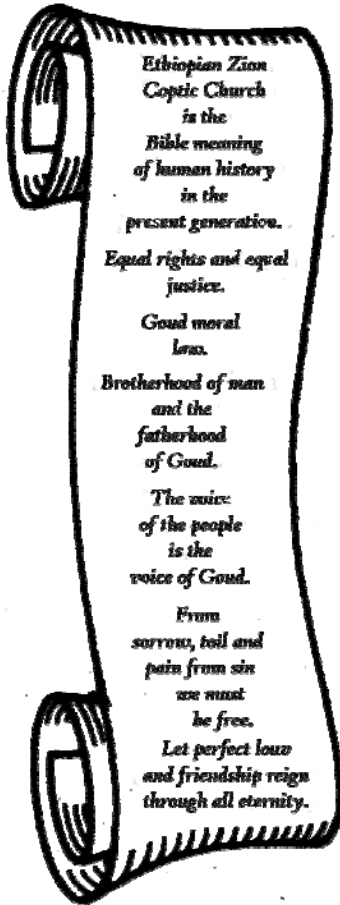 Ethiopian Zion
Coptic Church
is the
Bible meaning
of human history
in the
present generation.
Equal rights and equal
justice.
Goud moral
law.
Brotherhood of man
and the
fatherhood
of Goud.
The voice
of the people
is the
voice of Goud.
From
sorrow, toil and
pain from sin
we must
be free.
Let perfect louv
and friendship reign
through all eternity.